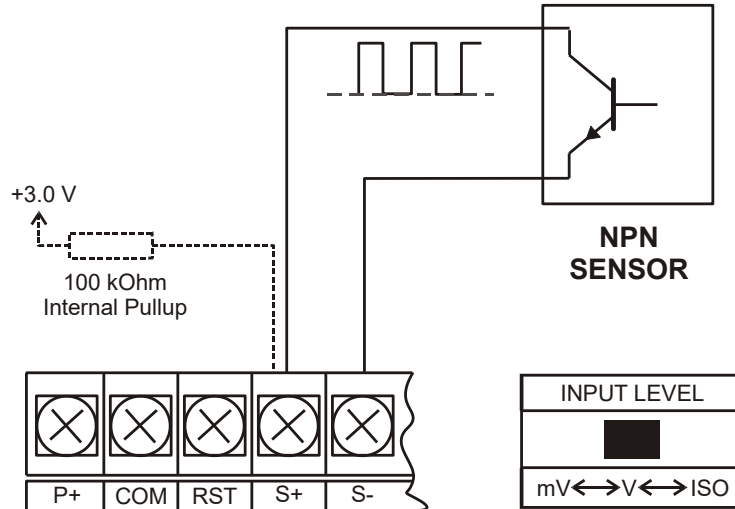 +3.0 V
100 kOhm
Internal Pullup
NPN
SENSOR
P+ COM RST S+ S-
INPUT LEVEL
mV V ISO